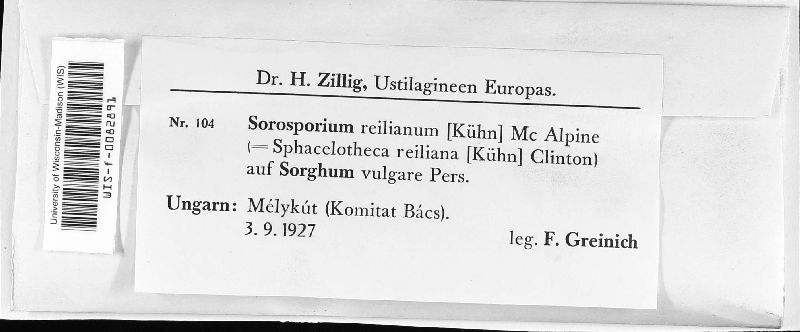 Dr. H. Zillig, Ustilagineen Europas.
Nr. 104 Sorosporium reilianum [Kühn] Mc Alpine
(= Sphacelotheca reiliana [Kühn] Clinton)
auf Sorghum vulgare Pers.
Ungarn: Mélykút (Komitat Bács).
3. 9. 1927 leg. F. Greinich
University of Wisconsin-Madison (WIS)
WIS-f-0082891